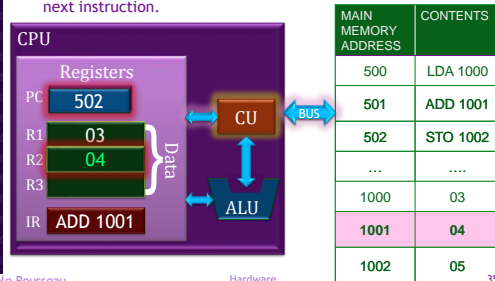 next instruction.
CPU
Registers
PC 502
R1 03
R2 04
R3
Data
IR ADD 1001
CU
ALU
BUS
MAIN MEMORY ADDRESS CONTENTS
500 LDA 1000
501 ADD 1001
502 STO 1002
... ....
1000 03
1001 04
1002 05
Rousseau
Hardware
35